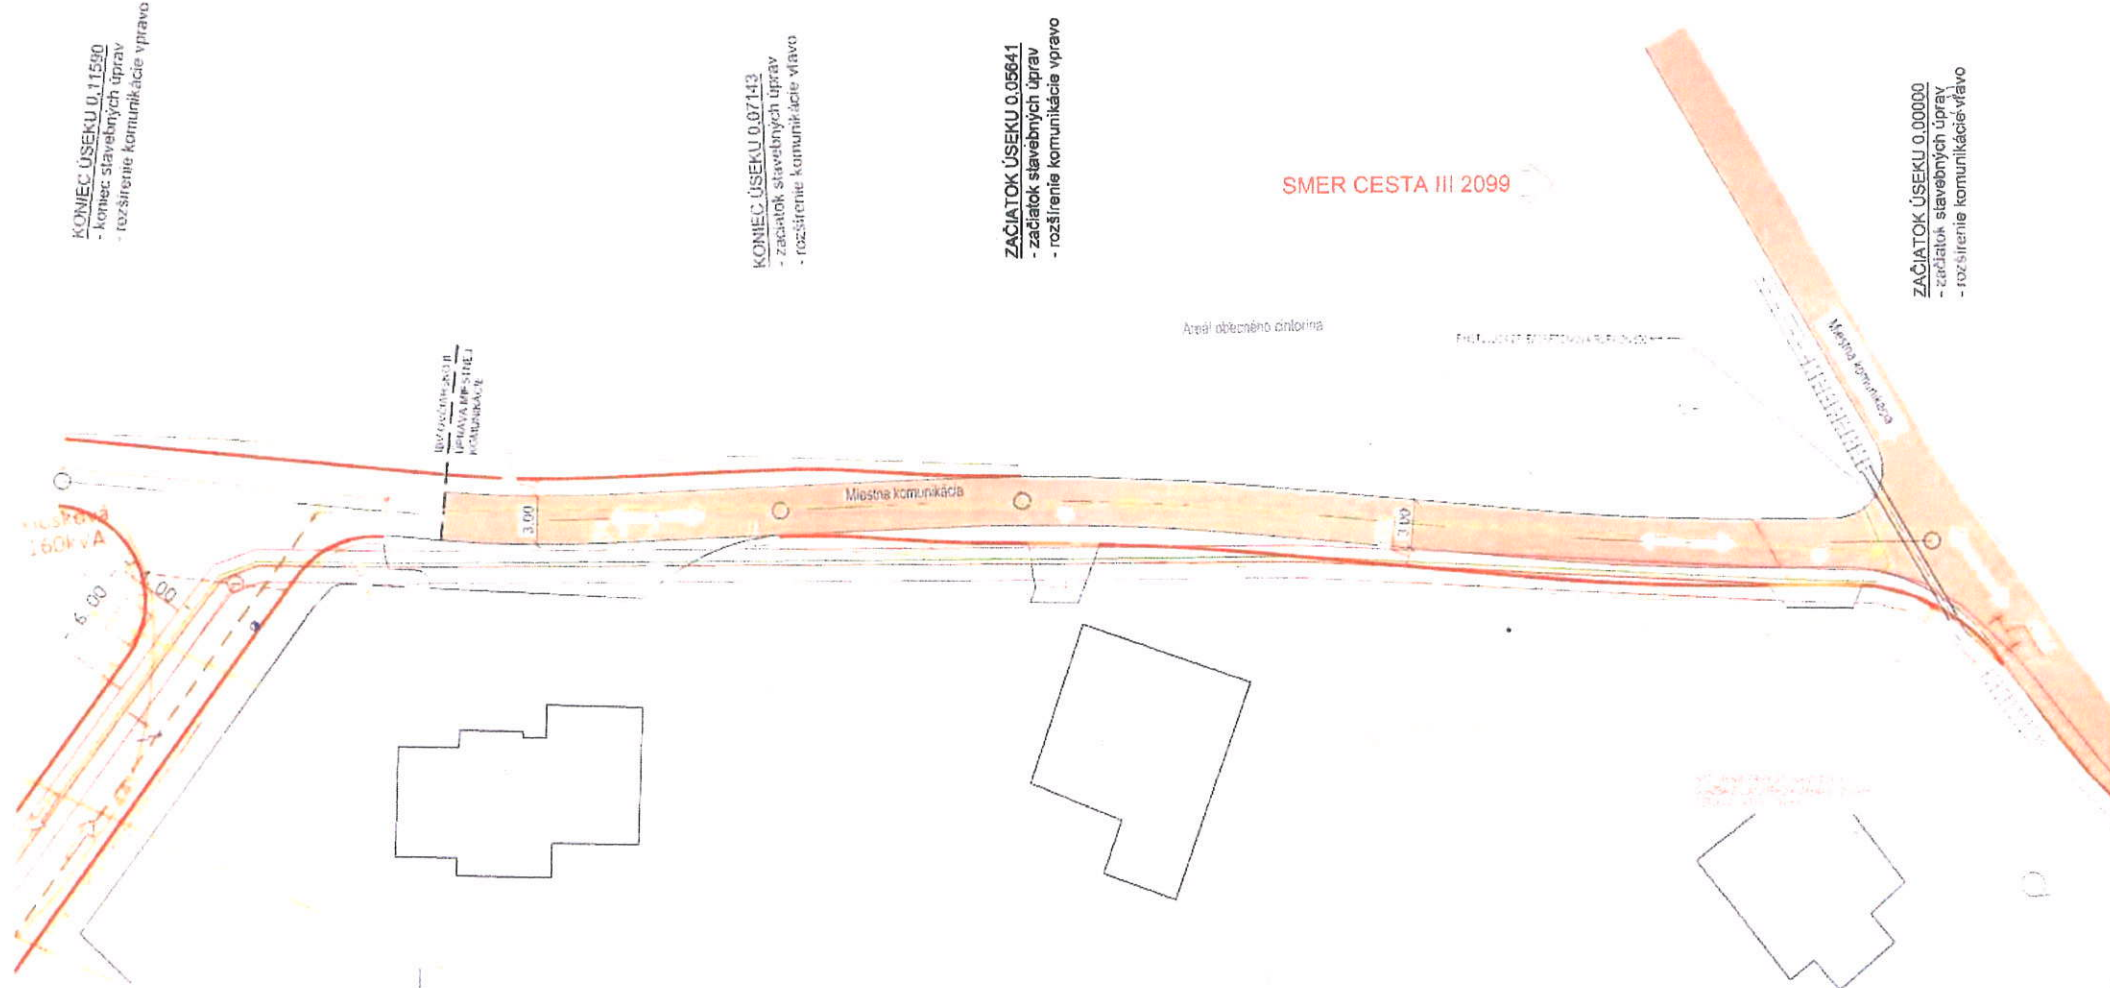 KONIEC ÚSEKU 0,11590
- koniec stavebných úprav
- rozšírenie komunikácie vpravo
KONIEC ÚSEKU 0,07143
- začiatok stavebných úprav
- rozšírenie komunikácie vľavo
ZAČIATOK ÚSEKU 0,05641
- začiatok stavebných úprav
- rozšírenie komunikácie vpravo
SMER CESTA III 2099
ZAČIATOK ÚSEKU 0,00000
- začiatok stavebných úprav
- rozšírenie komunikácie vľavo
Areál obecného cintorína
Miestna komunikácia
ÚPRAVA MIESTNEJ
KOMUNIKÁCIE
Miestna komunikácia
3,00
3,00
160kVA
6,00